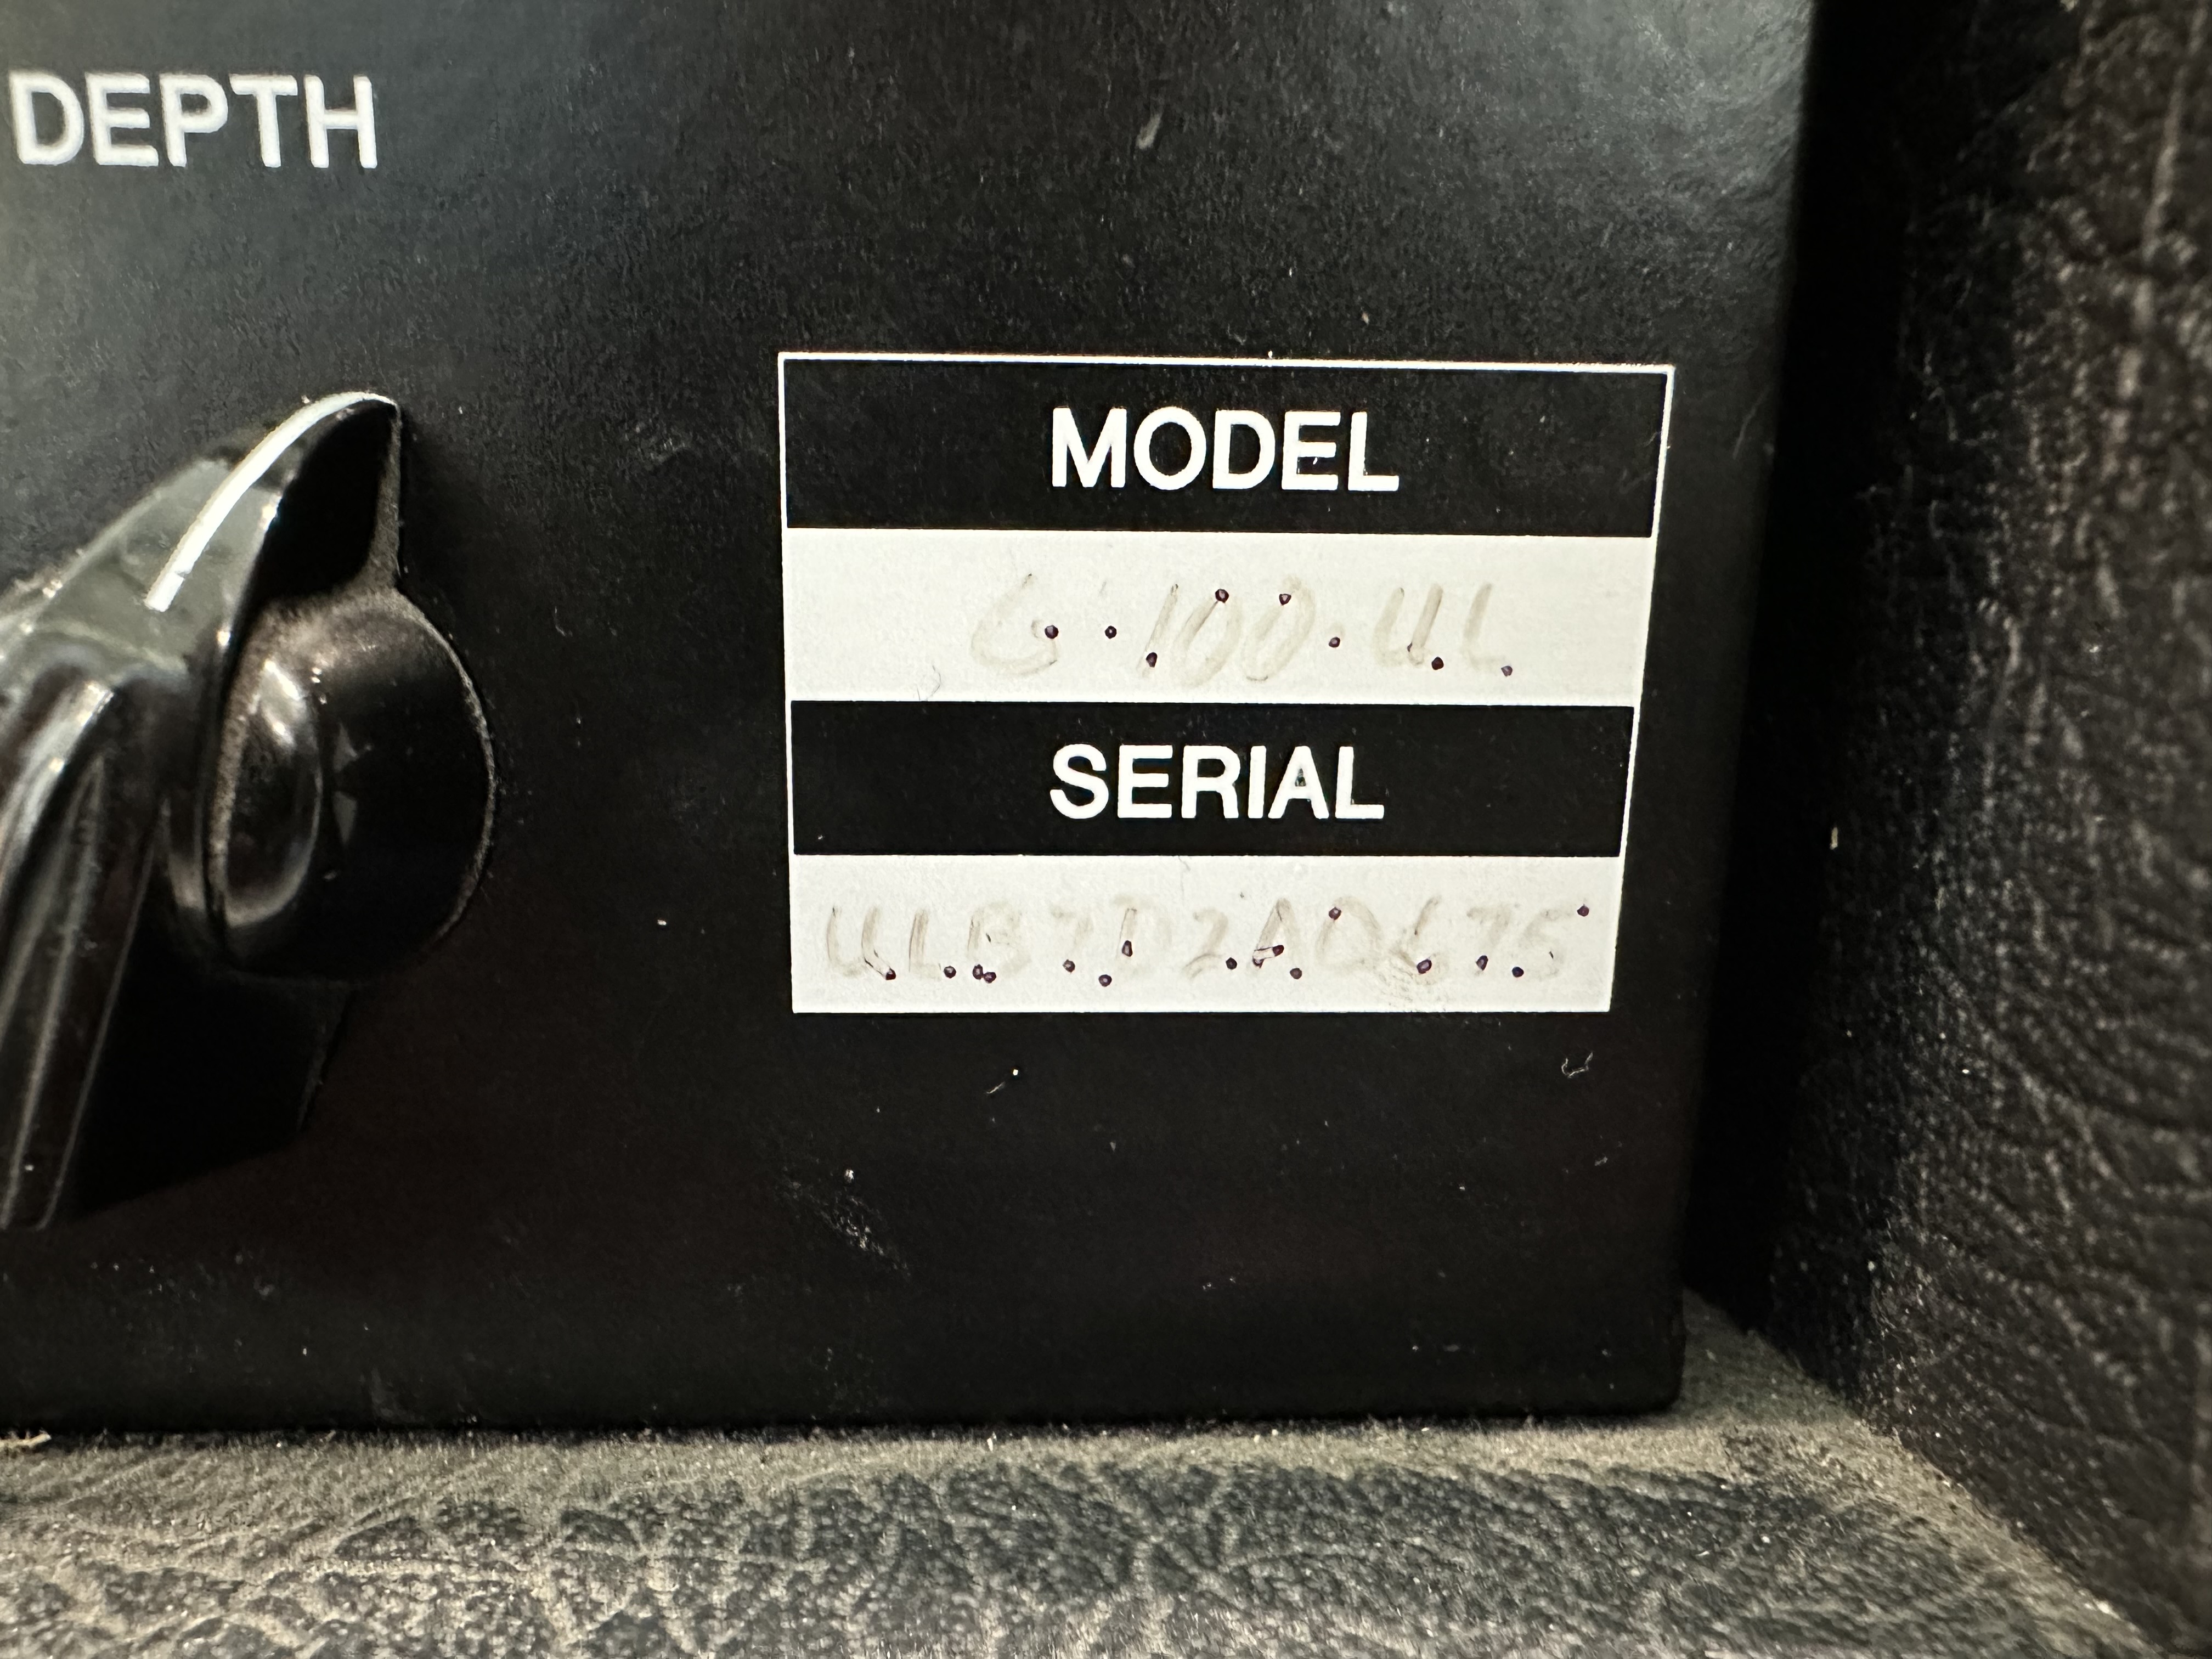 DEPTH
MODEL
G·100·UL
SERIAL
ULB7D2A0675